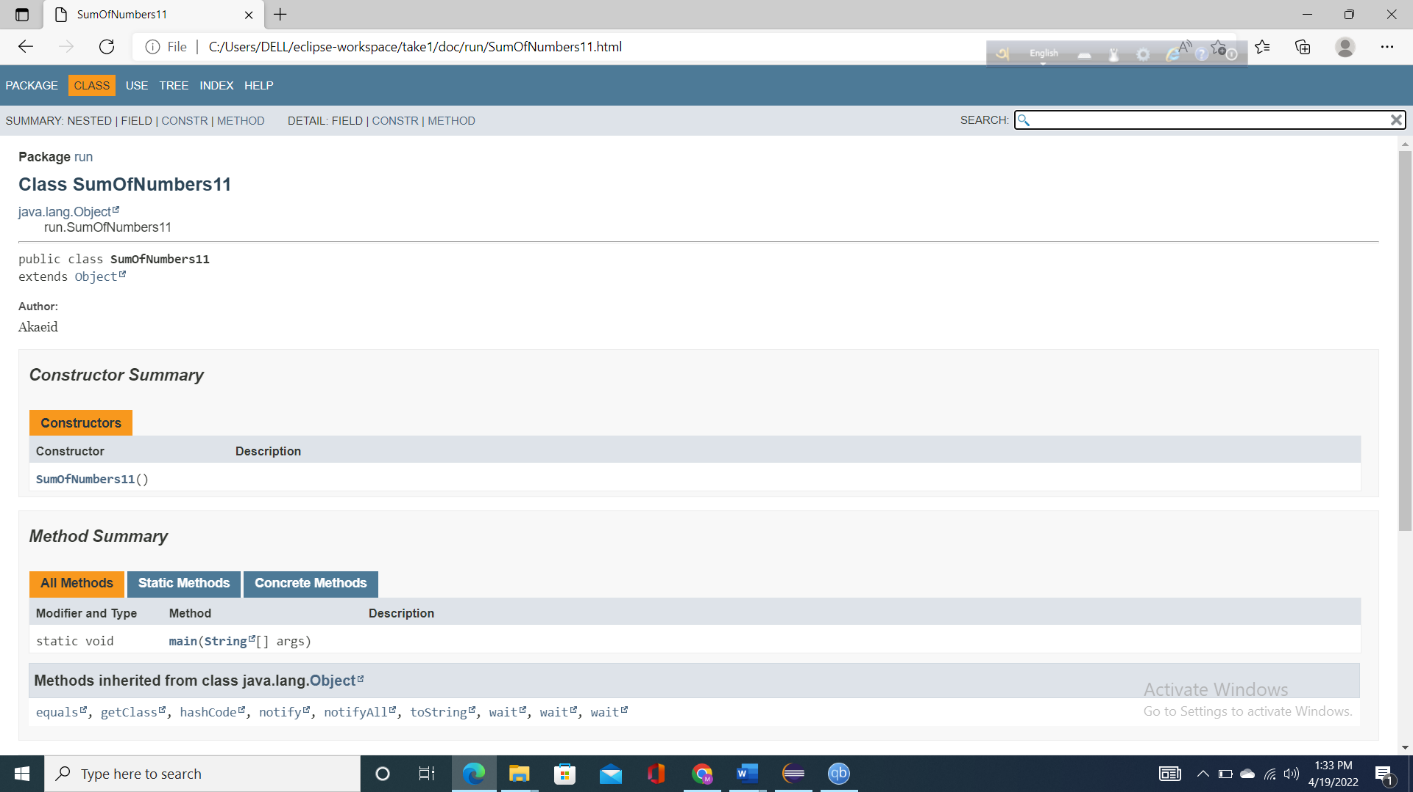 SumOfNumbers11
File | C:/Users/DELL/eclipse-workspace/take1/doc/run/SumOfNumbers11.html
English
PACKAGE CLASS USE TREE INDEX HELP
SUMMARY: NESTED | FIELD | CONSTR | METHOD DETAIL: FIELD | CONSTR | METHOD SEARCH:
Package run
Class SumOfNumbers11
java.lang.Object
run.SumOfNumbers11
public class SumOfNumbers11
extends Object
Author:
Akaeid
Constructor Summary
Constructors
Constructor Description
SumOfNumbers11()
Method Summary
All Methods Static Methods Concrete Methods
Modifier and Type Method Description
static void main(String[] args)
Methods inherited from class java.lang.Object
equals, getClass, hashCode, notify, notifyAll, toString, wait, wait, wait
Activate Windows
Go to Settings to activate Windows.
Type here to search
qb
1:33 PM
4/19/2022
1